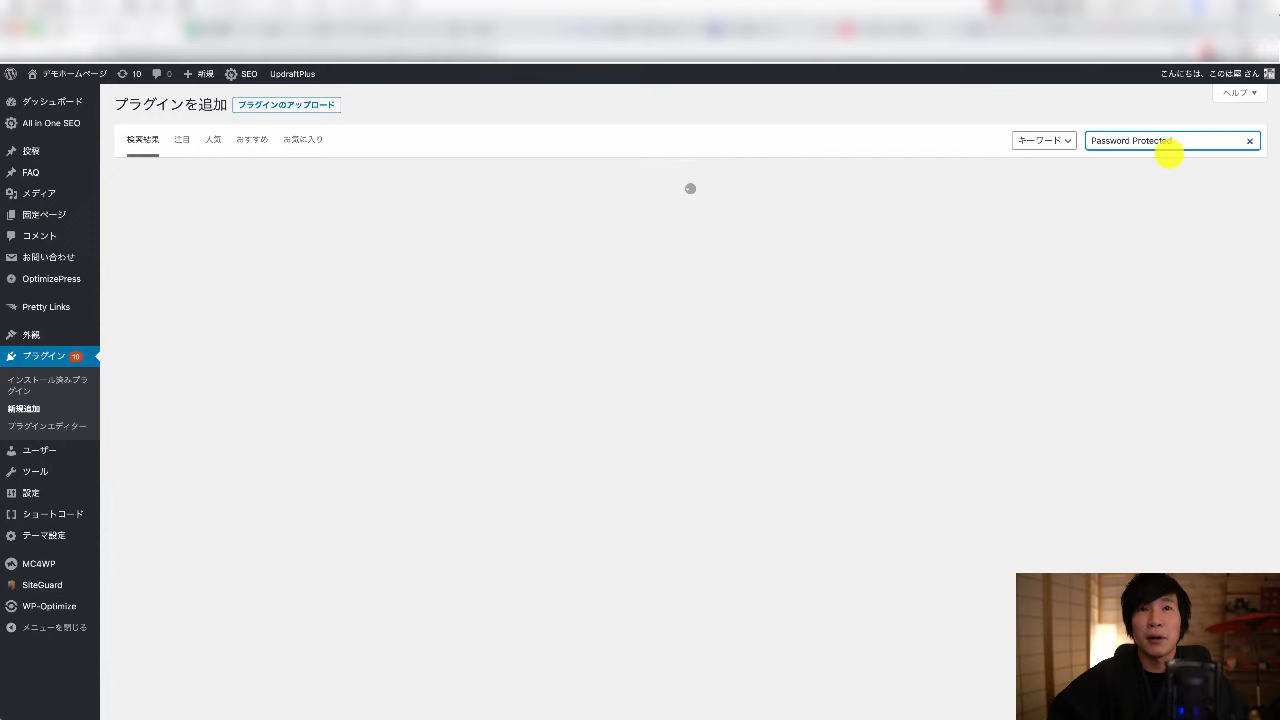 デモホームページ
10
0
新規
SEO
UpdraftPlus
こんにちは、このは屋 さん
ダッシュボード
All in One SEO
投稿
FAQ
メディア
固定ページ
コメント
お問い合わせ
OptimizePress
Pretty Links
外観
プラグイン 10
インストール済みプラ
グイン
新規追加
プラグインエディター
ユーザー
ツール
設定
ショートコード
テーマ設定
MC4WP
SiteGuard
WP-Optimize
メニューを閉じる
ヘルプ ▼
プラグインを追加
プラグインのアップロード
検索結果
注目
人気
おすすめ
お気に入り
キーワード
Password Protected